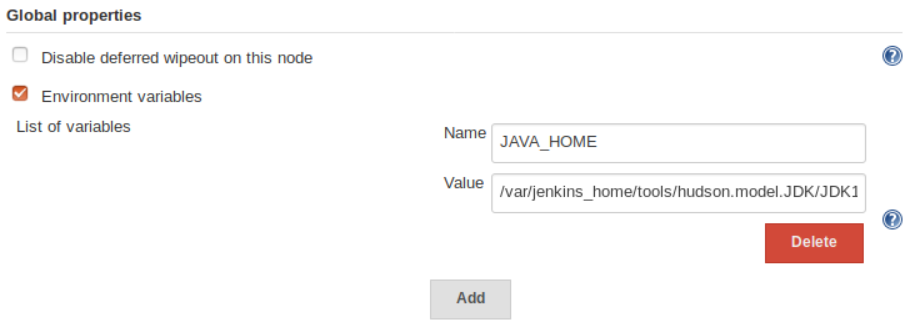 Global properties
Disable deferred wipeout on this node
?
Environment variables
List of variables
Name
JAVA_HOME
Value
/var/jenkins_home/tools/hudson.model.JDK/JDK1
?
Delete
Add